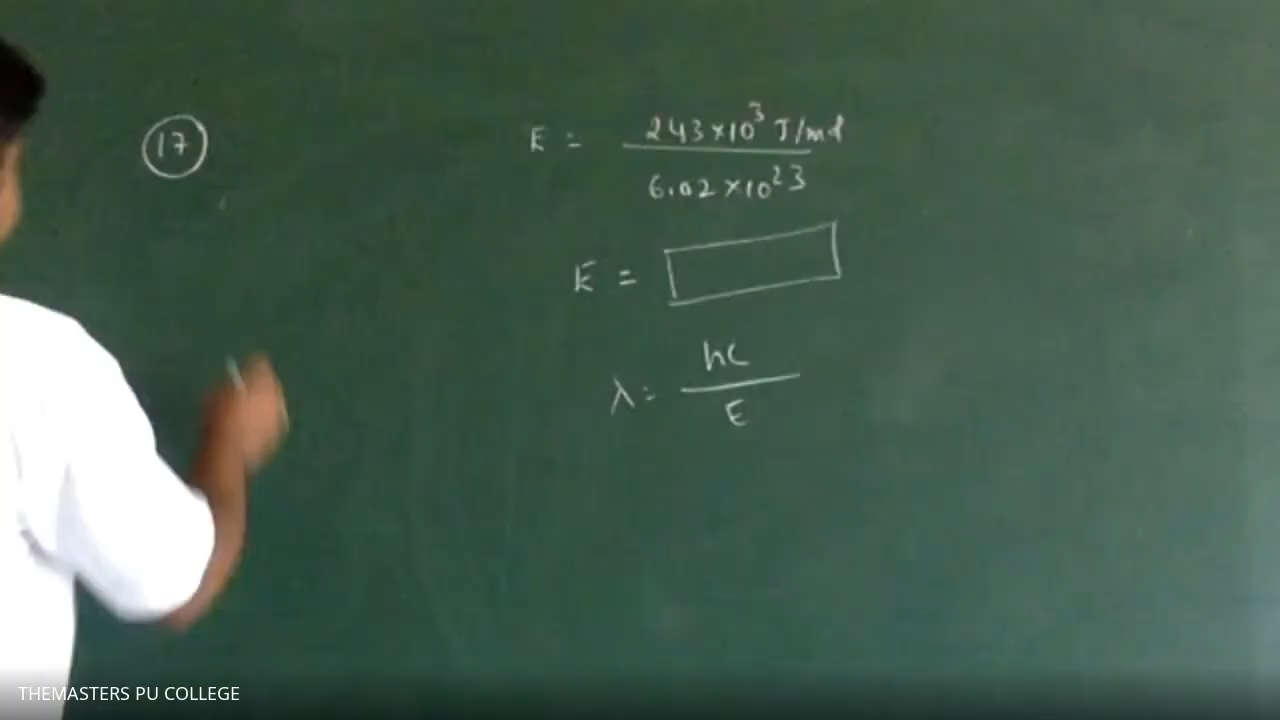 17
E = 243×10³ J/mol
6.02×10²³
E =
λ = hc
E
THEMASTERS PU COLLEGE